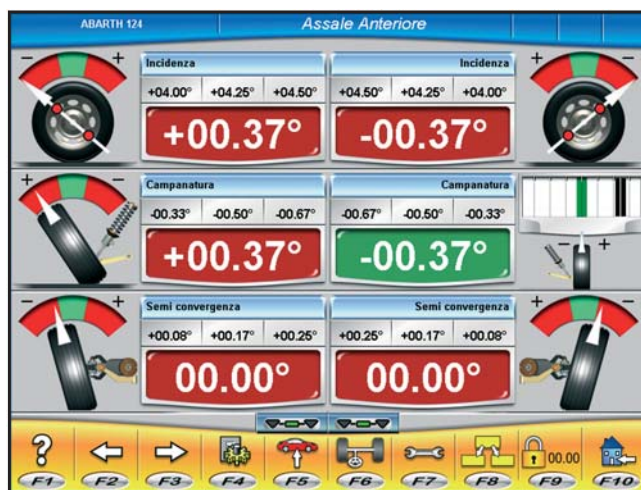 ABARTH 124 Assale Anteriore
- + Incidenza Incidenza - +
+04.00° +04.25° +04.50° +04.50° +04.25° +04.00°
+00.37° -00.37°
+ - Campanatura Campanatura
-00.33° -00.50° -00.67° -00.67° -00.50° -00.33°
+00.37° -00.37°
- +
- + Semi convergenza Semi convergenza + -
+00.08° +00.17° +00.25° +00.25° +00.17° +00.08°
00.00° 00.00°
? 00.00
F1 F2 F3 F4 F5 F6 F7 F8 F9 F10